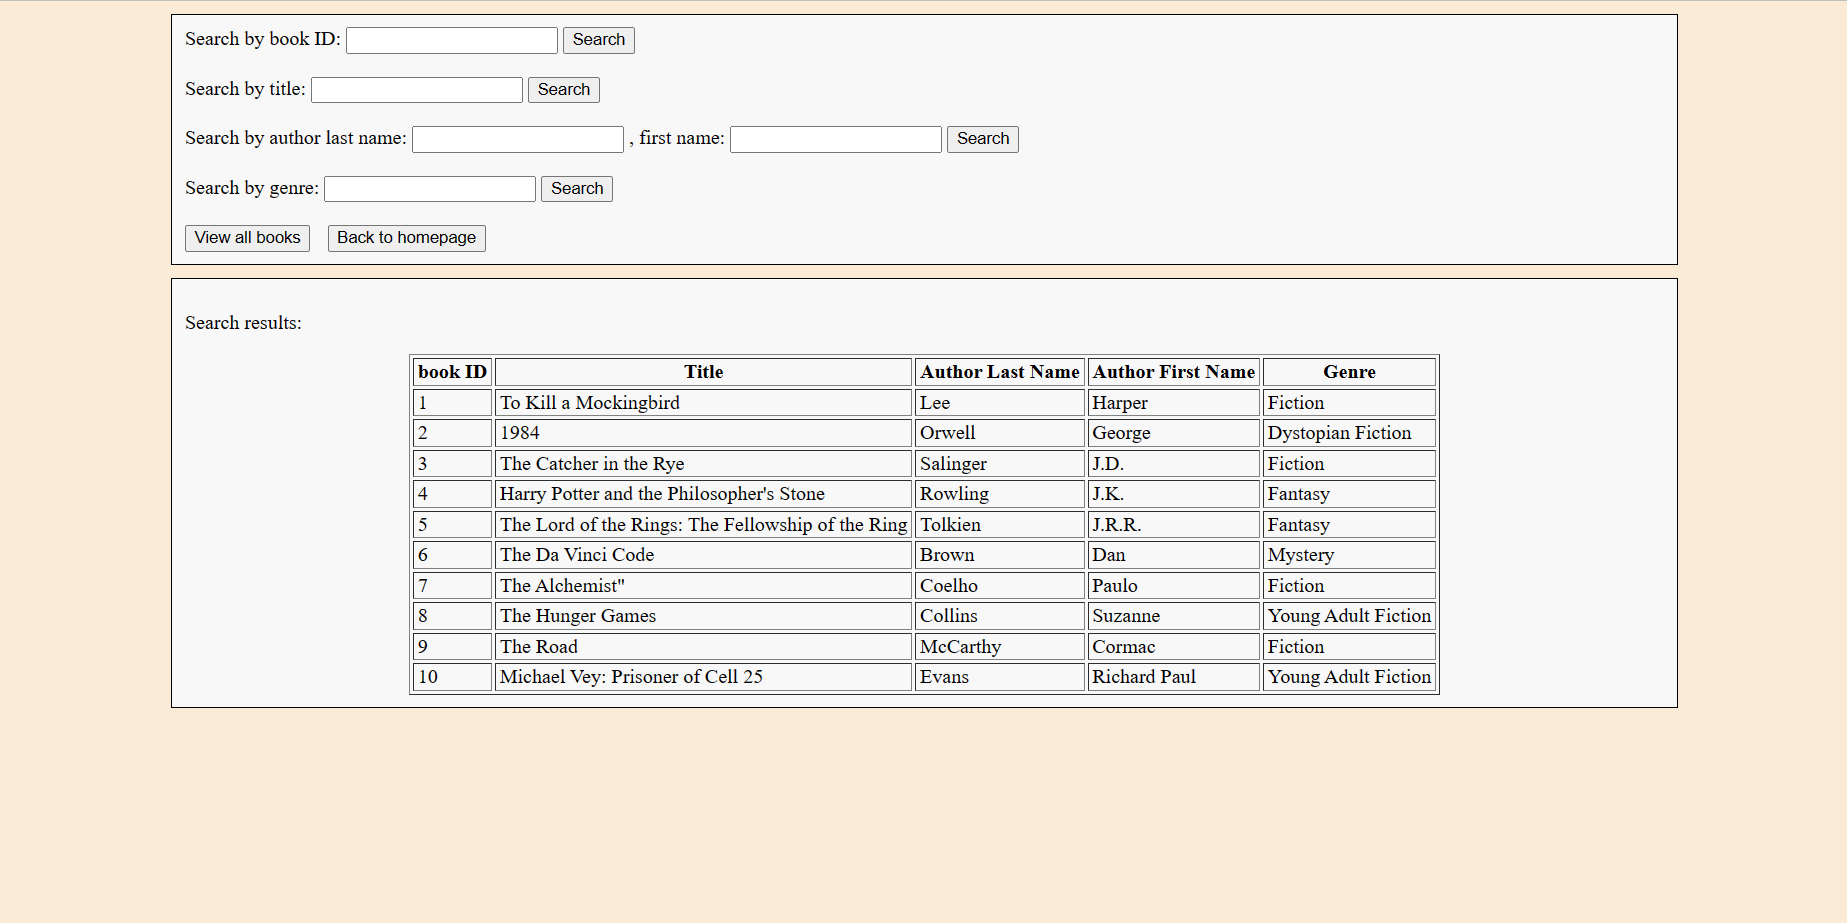 Search by book ID: Search
Search by title: Search
Search by author last name: , first name: Search
Search by genre: Search
View all books Back to homepage
Search results:
book ID Title Author Last Name Author First Name Genre
1 To Kill a Mockingbird Lee Harper Fiction
2 1984 Orwell George Dystopian Fiction
3 The Catcher in the Rye Salinger J.D. Fiction
4 Harry Potter and the Philosopher's Stone Rowling J.K. Fantasy
5 The Lord of the Rings: The Fellowship of the Ring Tolkien J.R.R. Fantasy
6 The Da Vinci Code Brown Dan Mystery
7 The Alchemist" Coelho Paulo Fiction
8 The Hunger Games Collins Suzanne Young Adult Fiction
9 The Road McCarthy Cormac Fiction
10 Michael Vey: Prisoner of Cell 25 Evans Richard Paul Young Adult Fiction